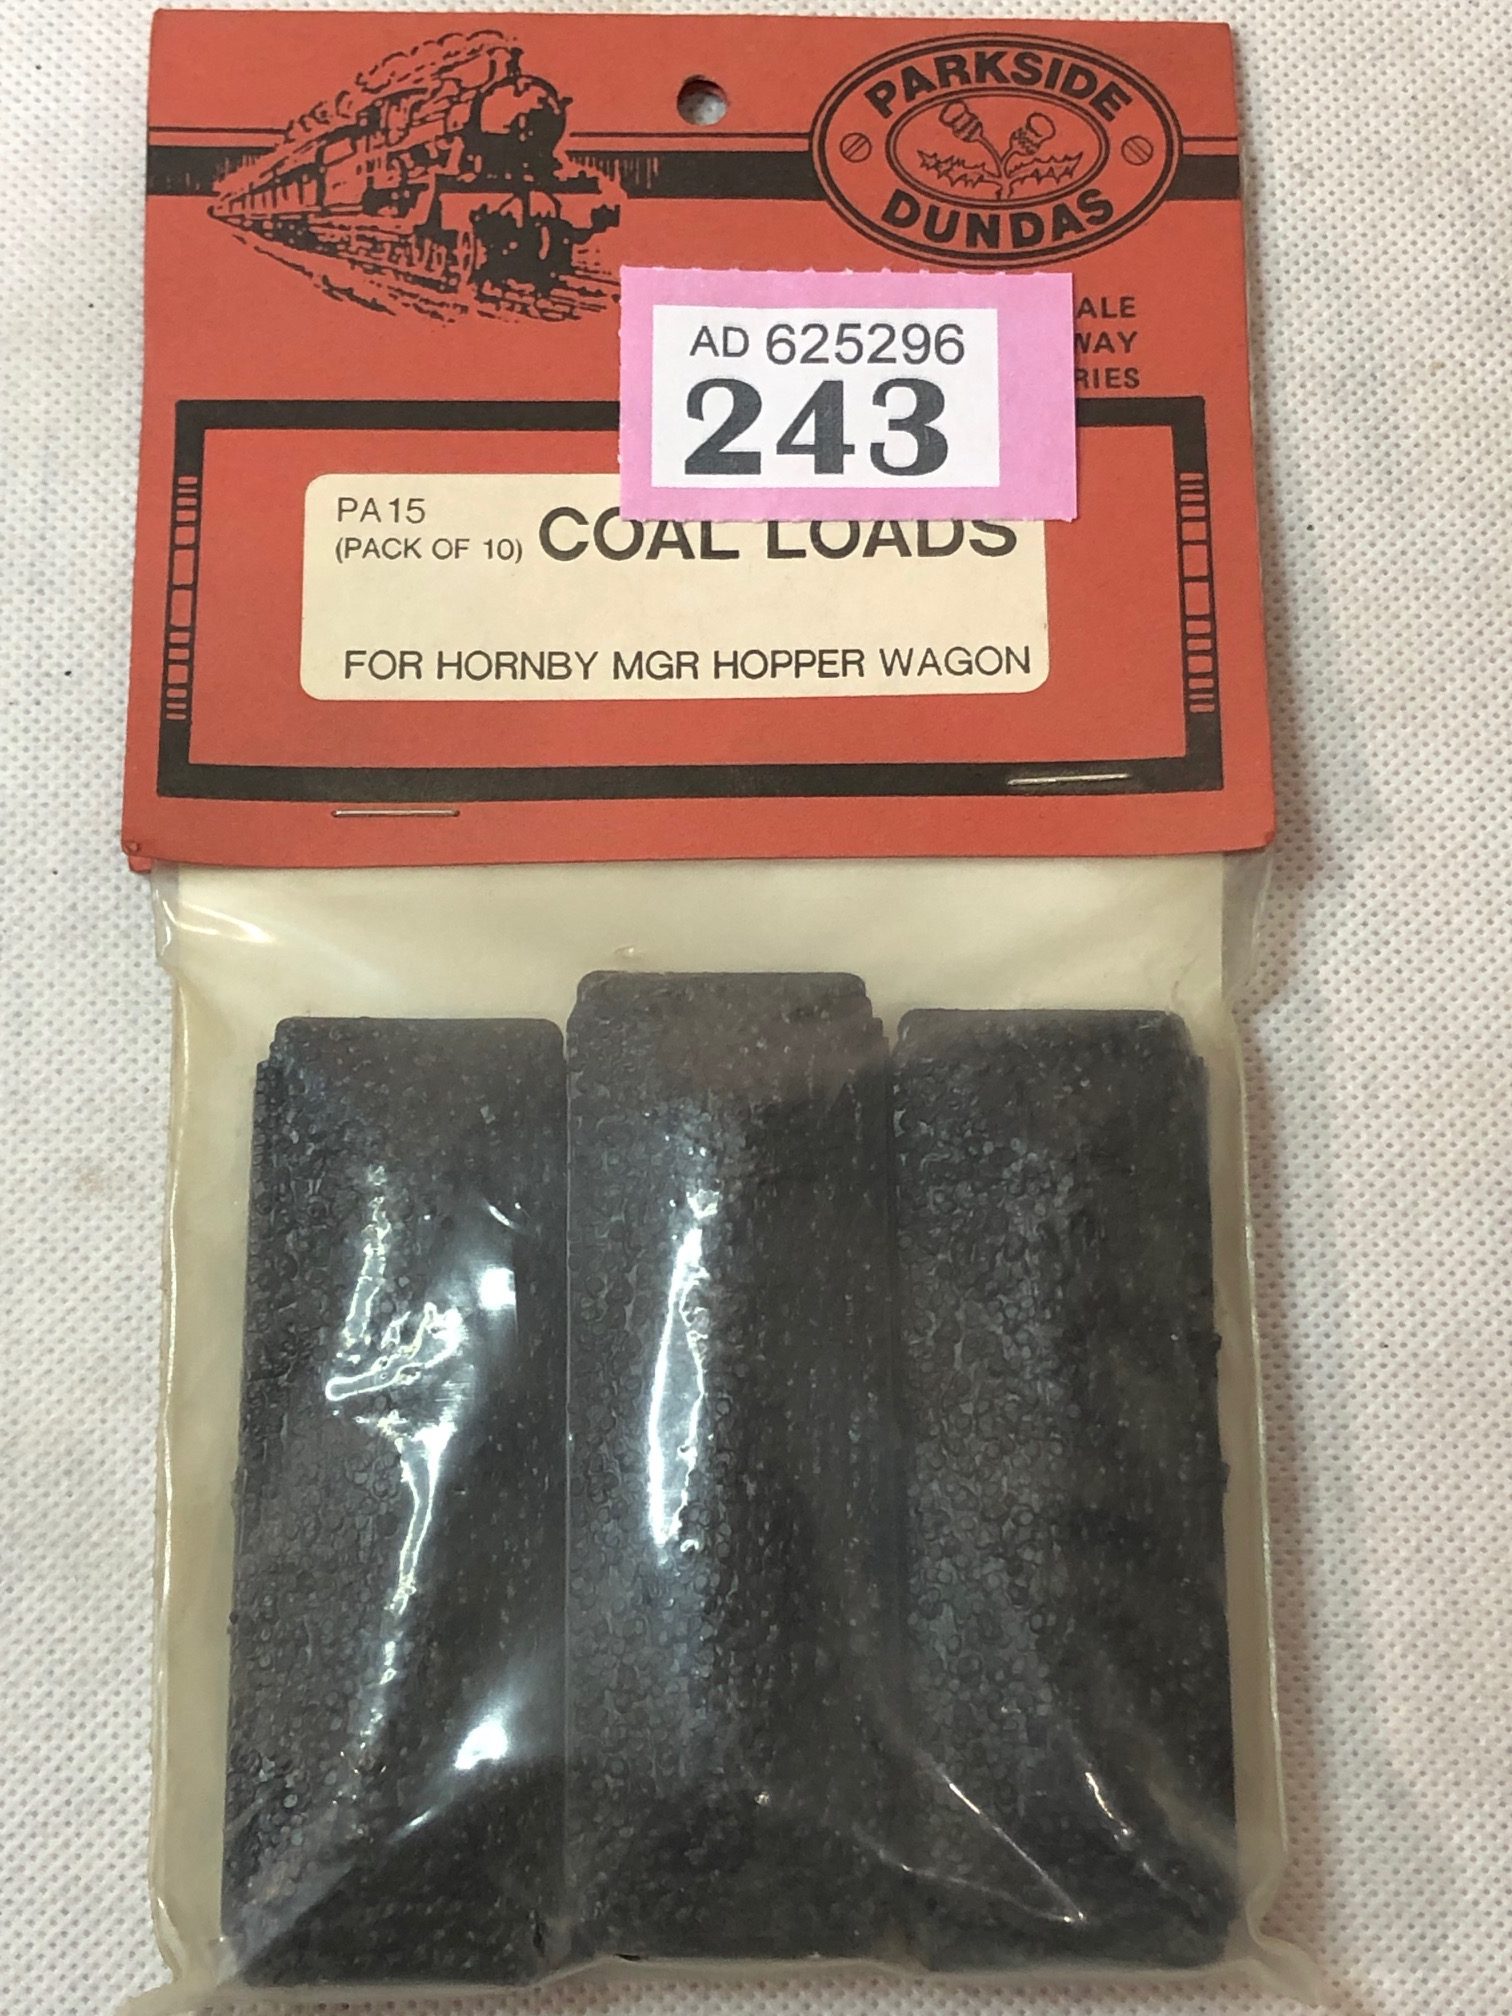 PARKSIDE
DUNDAS
AD 625296
243
PA15
(PACK OF 10) COAL LOADS
FOR HORNBY MGR HOPPER WAGON